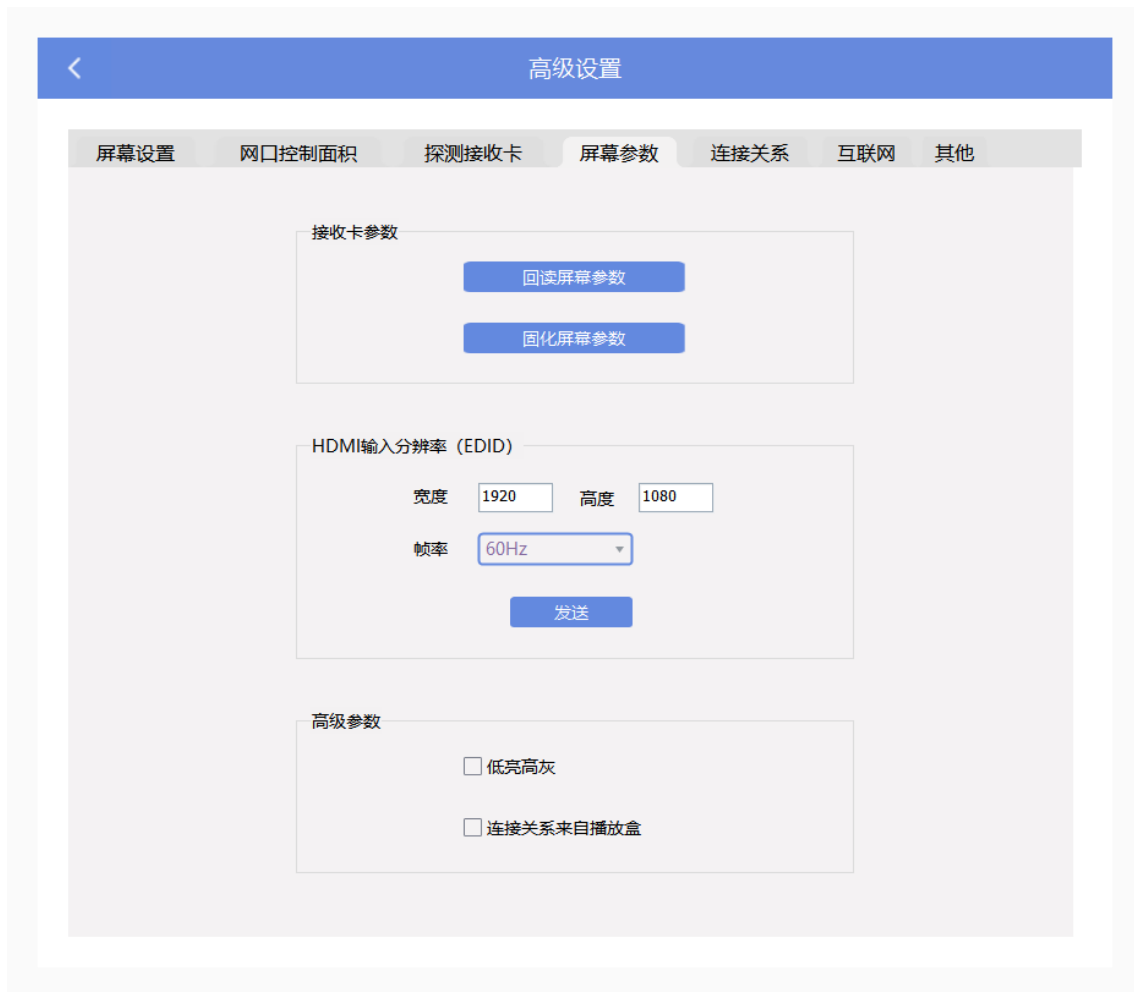 高级设置
屏幕设置 网口控制面积 探测接收卡 屏幕参数 连接关系 互联网 其他
接收卡参数
回读屏幕参数
固化屏幕参数
HDMI输入分辨率（EDID）
宽度 1920 高度 1080
帧率 60Hz
发送
高级参数
低亮高灰
连接关系来自播放盒